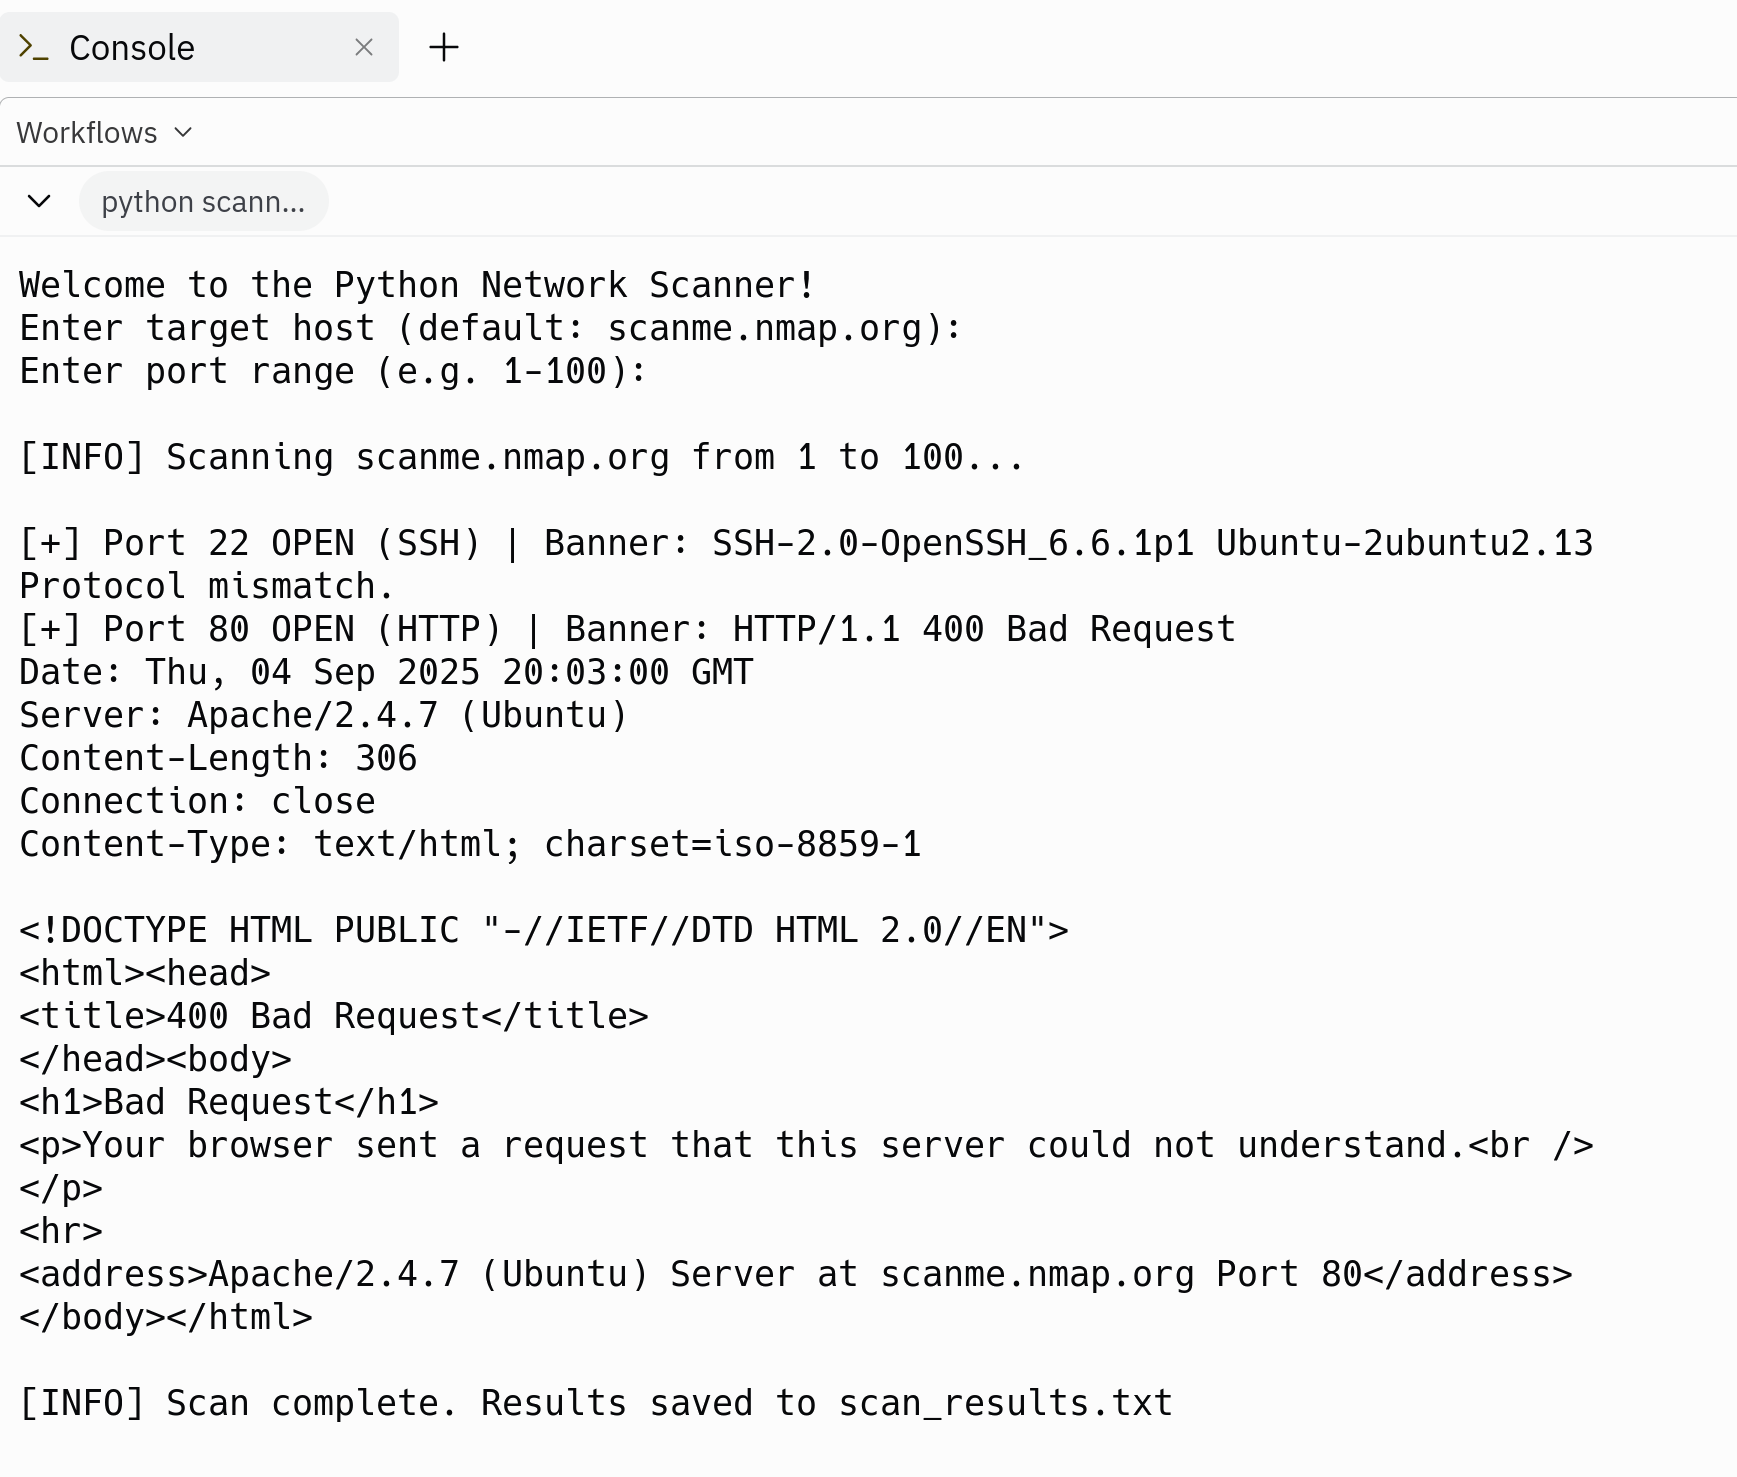 Console
Workflows
python scann...
Welcome to the Python Network Scanner!
Enter target host (default: scanme.nmap.org):
Enter port range (e.g. 1-100):
[INFO] Scanning scanme.nmap.org from 1 to 100...
[+] Port 22 OPEN (SSH) | Banner: SSH-2.0-OpenSSH_6.6.1p1 Ubuntu-2ubuntu2.13
Protocol mismatch.
[+] Port 80 OPEN (HTTP) | Banner: HTTP/1.1 400 Bad Request
Date: Thu, 04 Sep 2025 20:03:00 GMT
Server: Apache/2.4.7 (Ubuntu)
Content-Length: 306
Connection: close
Content-Type: text/html; charset=iso-8859-1
<!DOCTYPE HTML PUBLIC "-//IETF//DTD HTML 2.0//EN">
<html><head>
<title>400 Bad Request</title>
</head><body>
<h1>Bad Request</h1>
<p>Your browser sent a request that this server could not understand.<br />
</p>
<hr>
<address>Apache/2.4.7 (Ubuntu) Server at scanme.nmap.org Port 80</address>
</body></html>
[INFO] Scan complete. Results saved to scan_results.txt